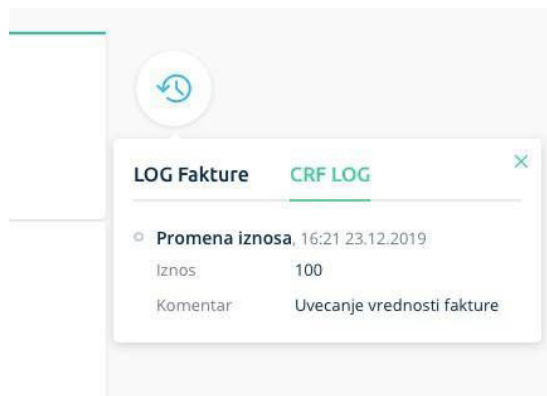 LOG Fakture CRF LOG
Promena iznosa, 16:21 23.12.2019
Iznos 100
Komentar Uvecanje vrednosti fakture